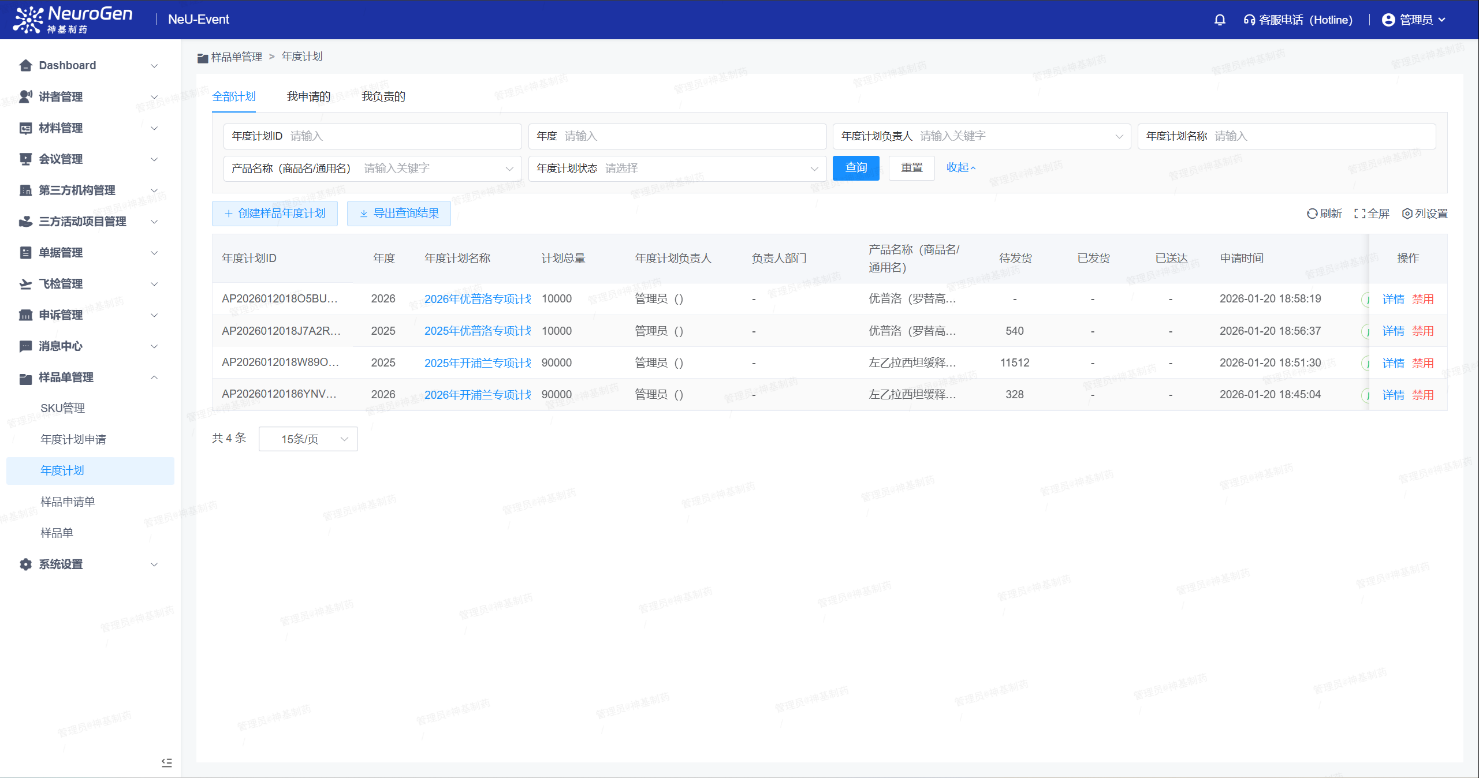 NeuroGen
神基制药
NeU-Event
客服电话（Hotline）
管理员
Dashboard
讲者管理
材料管理
会议管理
第三方机构管理
三方活动项目管理
单据管理
飞检管理
申诉管理
消息中心
样品单管理
SKU管理
年度计划申请
年度计划
样品申请单
样品单
系统设置
样品单管理 > 年度计划
全部计划 我申请的 我负责的
年度计划ID 请输入 年度 请输入 年度计划负责人 请输入关键字 年度计划名称 请输入
产品名称（商品名/通用名） 请输入关键字 年度计划状态 请选择 查询 重置 收起
+ 创建样品年度计划 导出查询结果 刷新 全屏 列设置
年度计划ID 年度 年度计划名称 计划总量 年度计划负责人 负责人部门 产品名称（商品名/通用名） 待发货 已发货 已送达 申请时间 操作
AP2026012018O5BU... 2026 2026年优普洛专项计划 10000 管理员（） - 优普洛（罗替高... - - - 2026-01-20 18:58:19 详情 禁用
AP2026012018J7A2R... 2025 2025年优普洛专项计划 10000 管理员（） - 优普洛（罗替高... 540 - - 2026-01-20 18:56:37 详情 禁用
AP2026012018W89O... 2025 2025年开浦兰专项计划 90000 管理员（） - 左乙拉西坦缓释... 11512 - - 2026-01-20 18:51:30 详情 禁用
AP20260120186YNV... 2026 2026年开浦兰专项计划 90000 管理员（） - 左乙拉西坦缓释... 328 - - 2026-01-20 18:45:04 详情 禁用
共 4 条 15条/页
管理员#神基制药